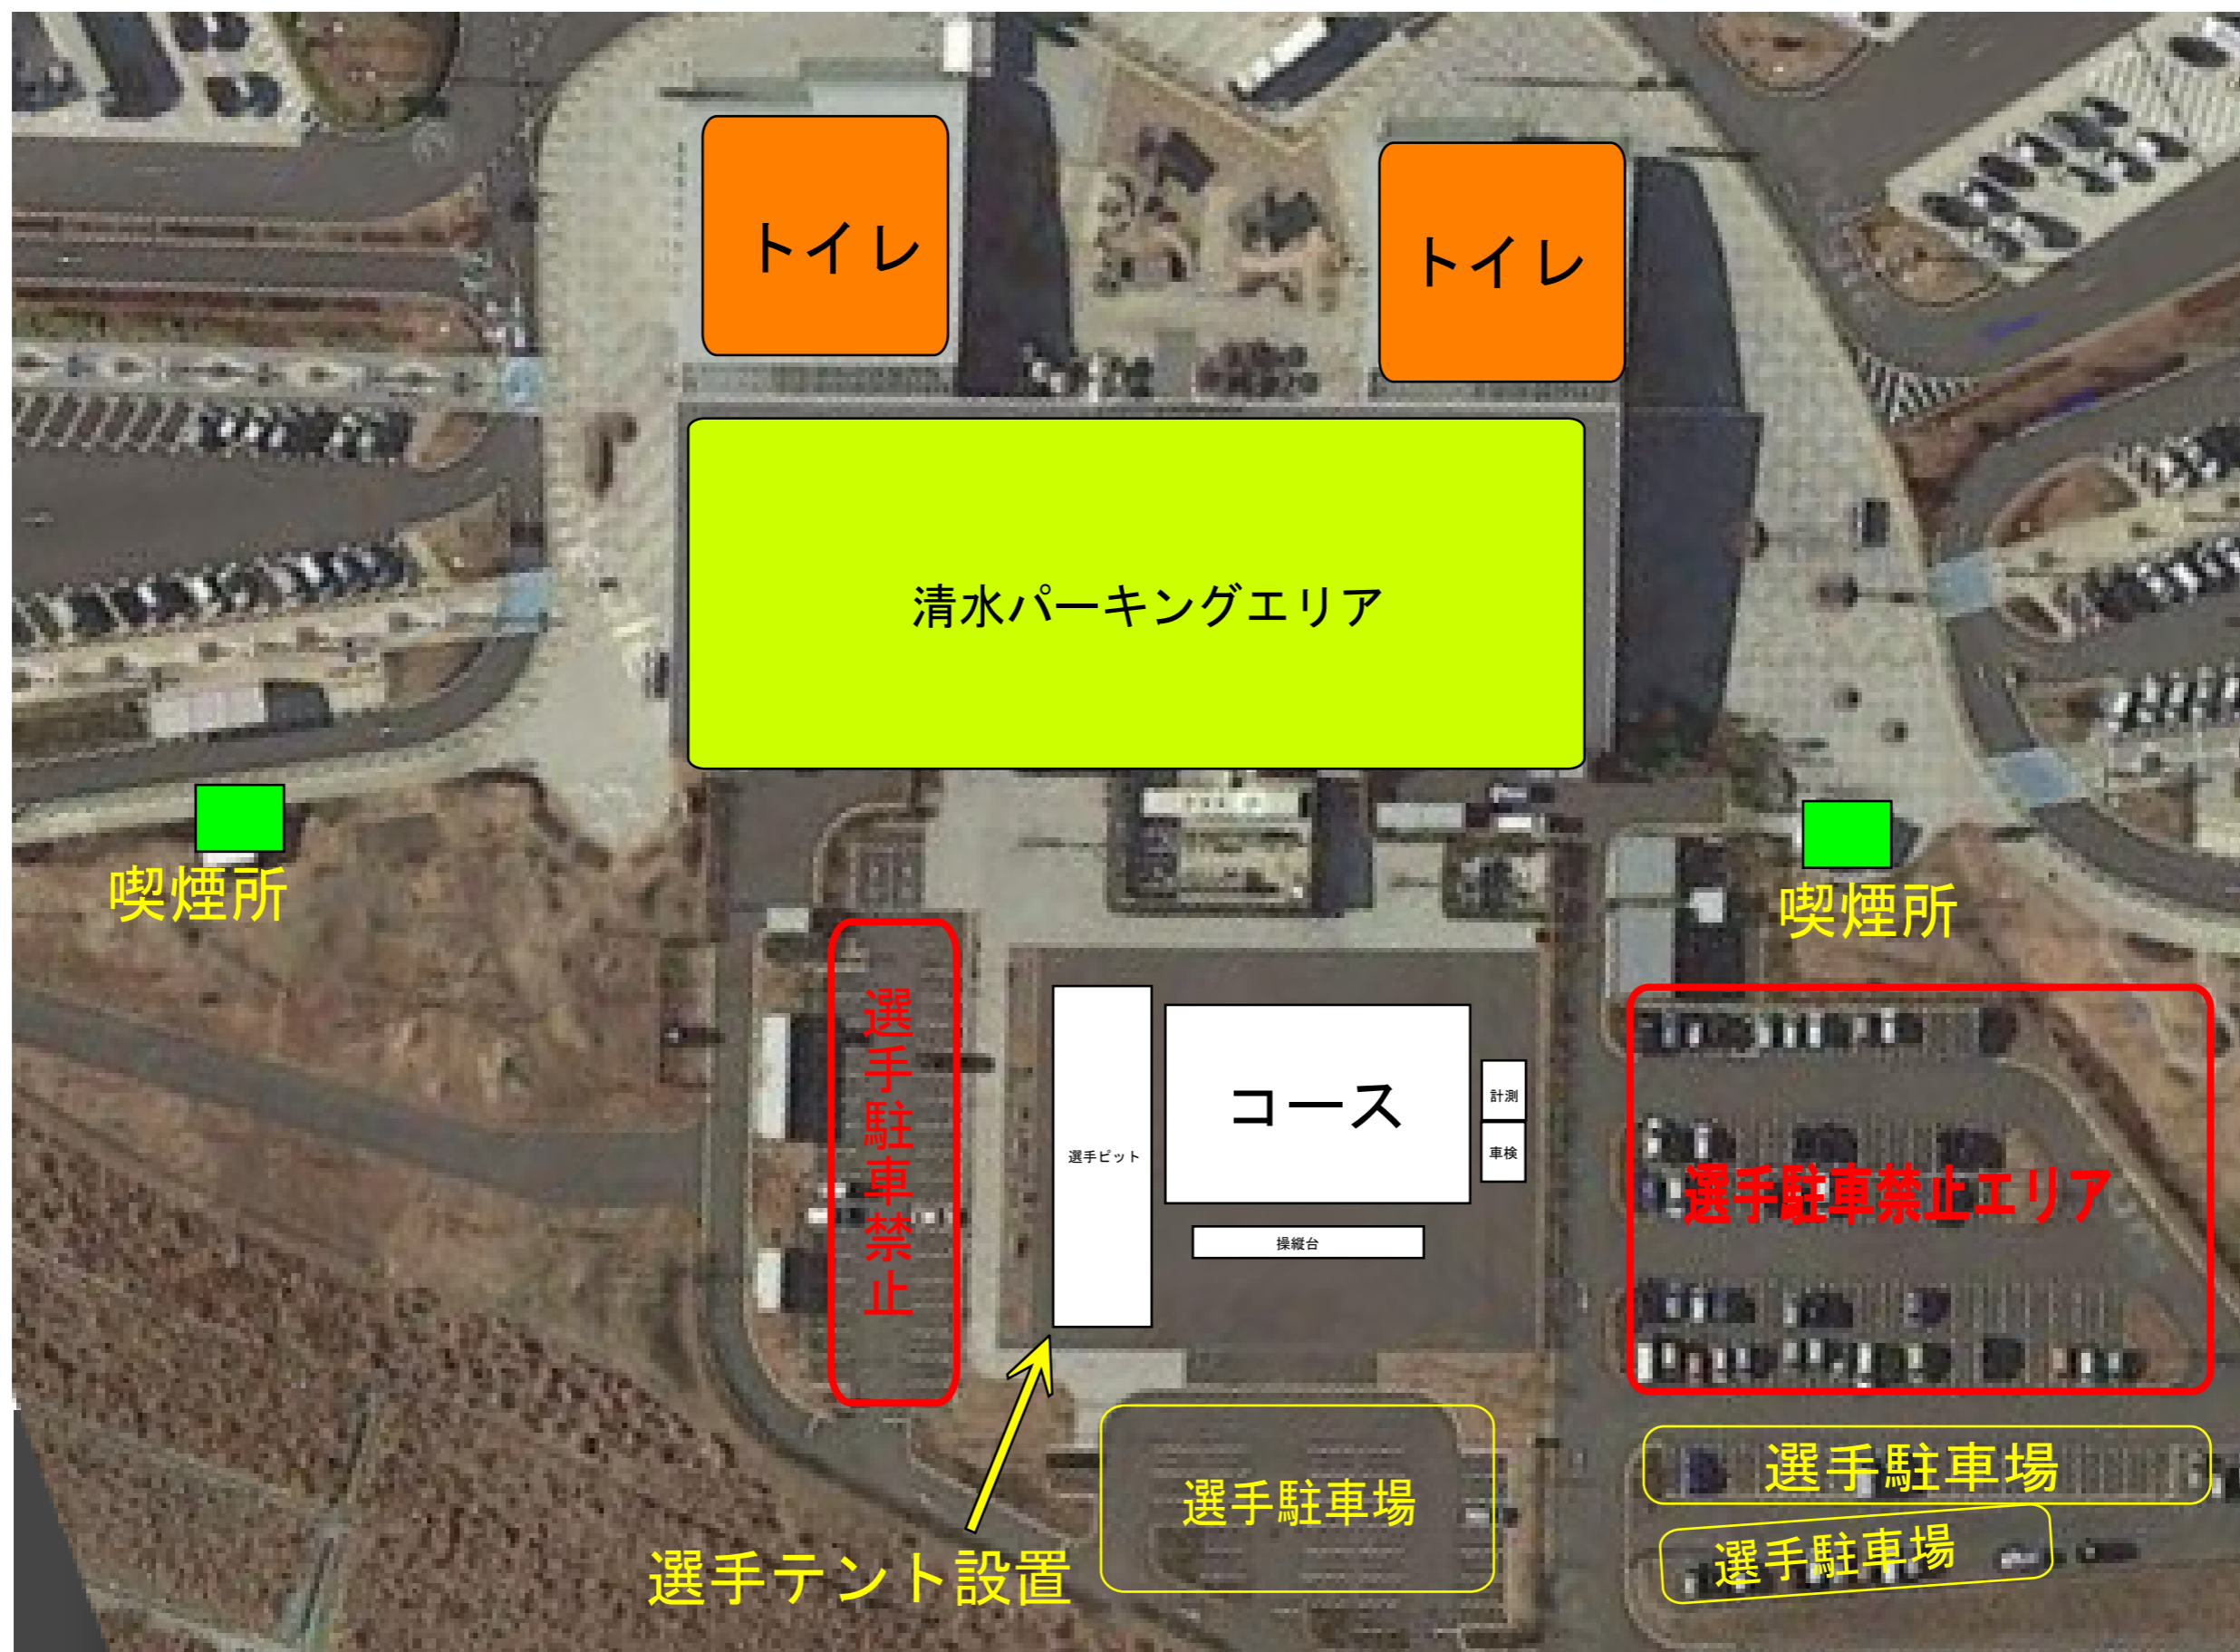 トイレ
トイレ
清水パーキングエリア
喫煙所
喫煙所
選手駐車禁止
選手ピット
コース
計測
車検
操縦台
選手駐車禁止エリア
選手駐車場
選手駐車場
選手駐車場
選手テント設置